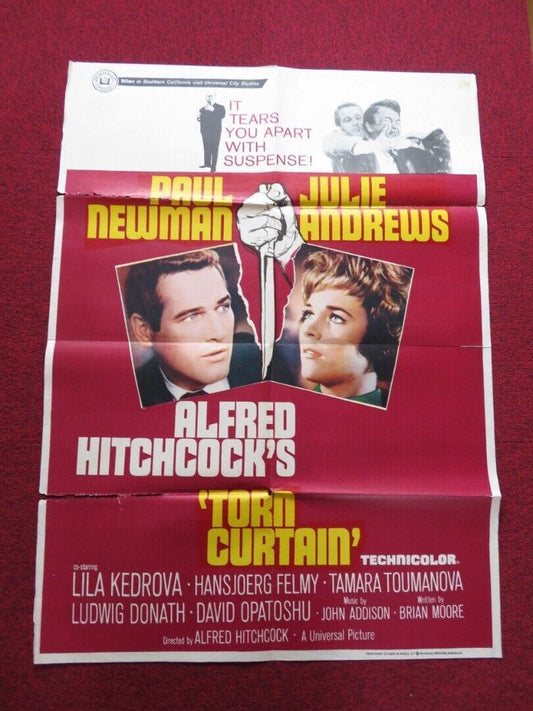 When in Southern California visit Universal City Studios
IT
TEARS
YOU APART
WITH
SUSPENSE!
PAUL NEWMAN
JULIE ANDREWS
ALFRED
HITCHCOCK'S
'TORN
CURTAIN'
TECHNICOLOR®
co-starring
LILA KEDROVA · HANSJOERG FELMY · TAMARA TOUMANOVA
LUDWIG DONATH · DAVID OPATOSHU · Music by JOHN ADDISON · Written by BRIAN MOORE
Directed by ALFRED HITCHCOCK · A Universal Picture